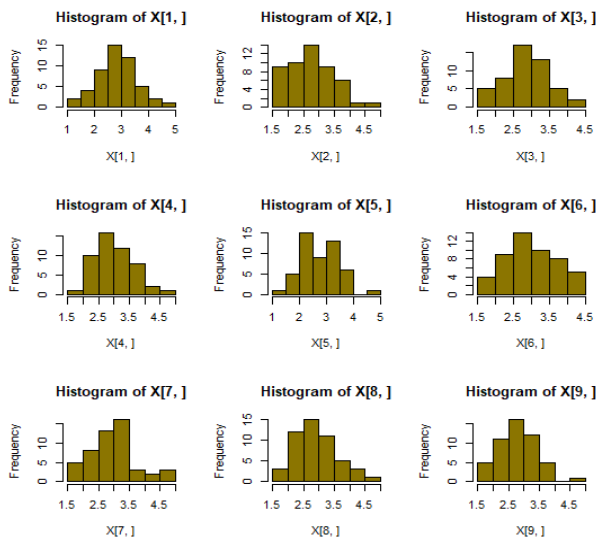 Histogram of X[1, ]
Frequency
0 5 10 15
1 2 3 4 5
X[1, ]
Histogram of X[2, ]
Frequency
0 4 8 14
1.5 2.5 3.5 4.5
X[2, ]
Histogram of X[3, ]
Frequency
0 5 15
1.5 2.5 3.5 4.5
X[3, ]
Histogram of X[4, ]
Frequency
0 5 10
1.5 2.5 3.5 4.5
X[4, ]
Histogram of X[5, ]
Frequency
0 5 10 15
1 2 3 4 5
X[5, ]
Histogram of X[6, ]
Frequency
0 4 8 12
1.5 2.5 3.5 4.5
X[6, ]
Histogram of X[7, ]
Frequency
0 5 10
1.5 2.5 3.5 4.5
X[7, ]
Histogram of X[8, ]
Frequency
0 5 10 15
1.5 2.5 3.5 4.5
X[8, ]
Histogram of X[9, ]
Frequency
0 5 10
1.5 2.5 3.5 4.5
X[9, ]